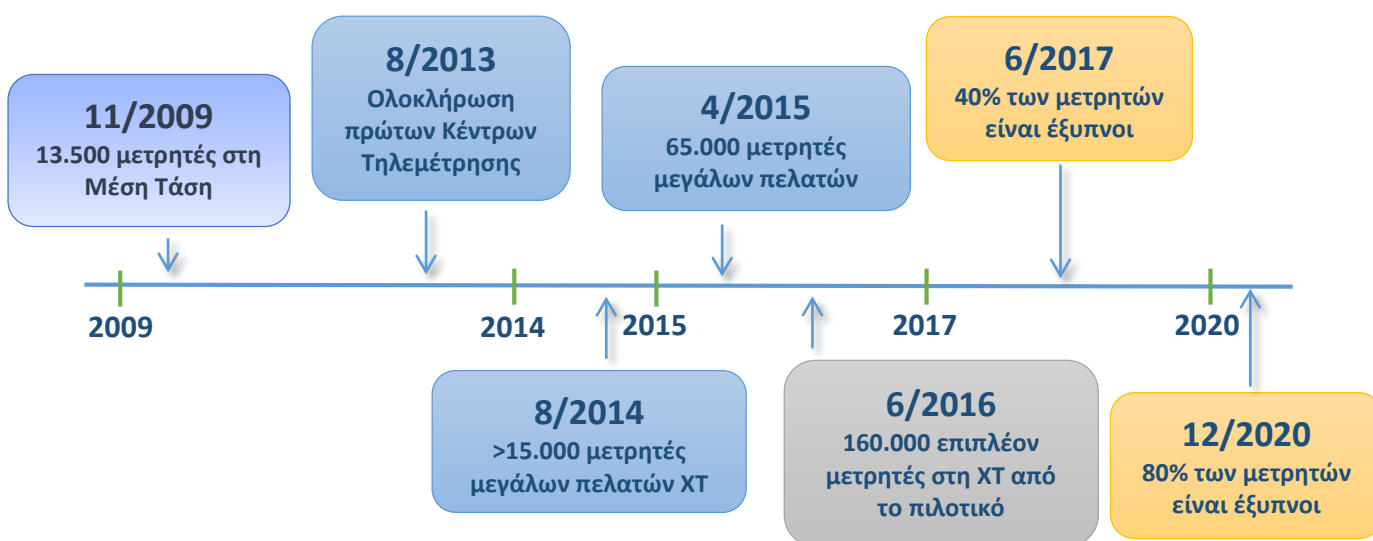 11/2009
13.500 μετρητές στη
Μέση Τάση
8/2013
Ολοκλήρωση
πρώτων Κέντρων
Τηλεμέτρησης
4/2015
65.000 μετρητές
μεγάλων πελατών
6/2017
40% των μετρητών
είναι έξυπνοι
2009
2014
2015
2017
2020
8/2014
>15.000 μετρητές
μεγάλων πελατών ΧΤ
6/2016
160.000 επιπλέον
μετρητές στη ΧΤ από
το πιλοτικό
12/2020
80% των μετρητών
είναι έξυπνοι